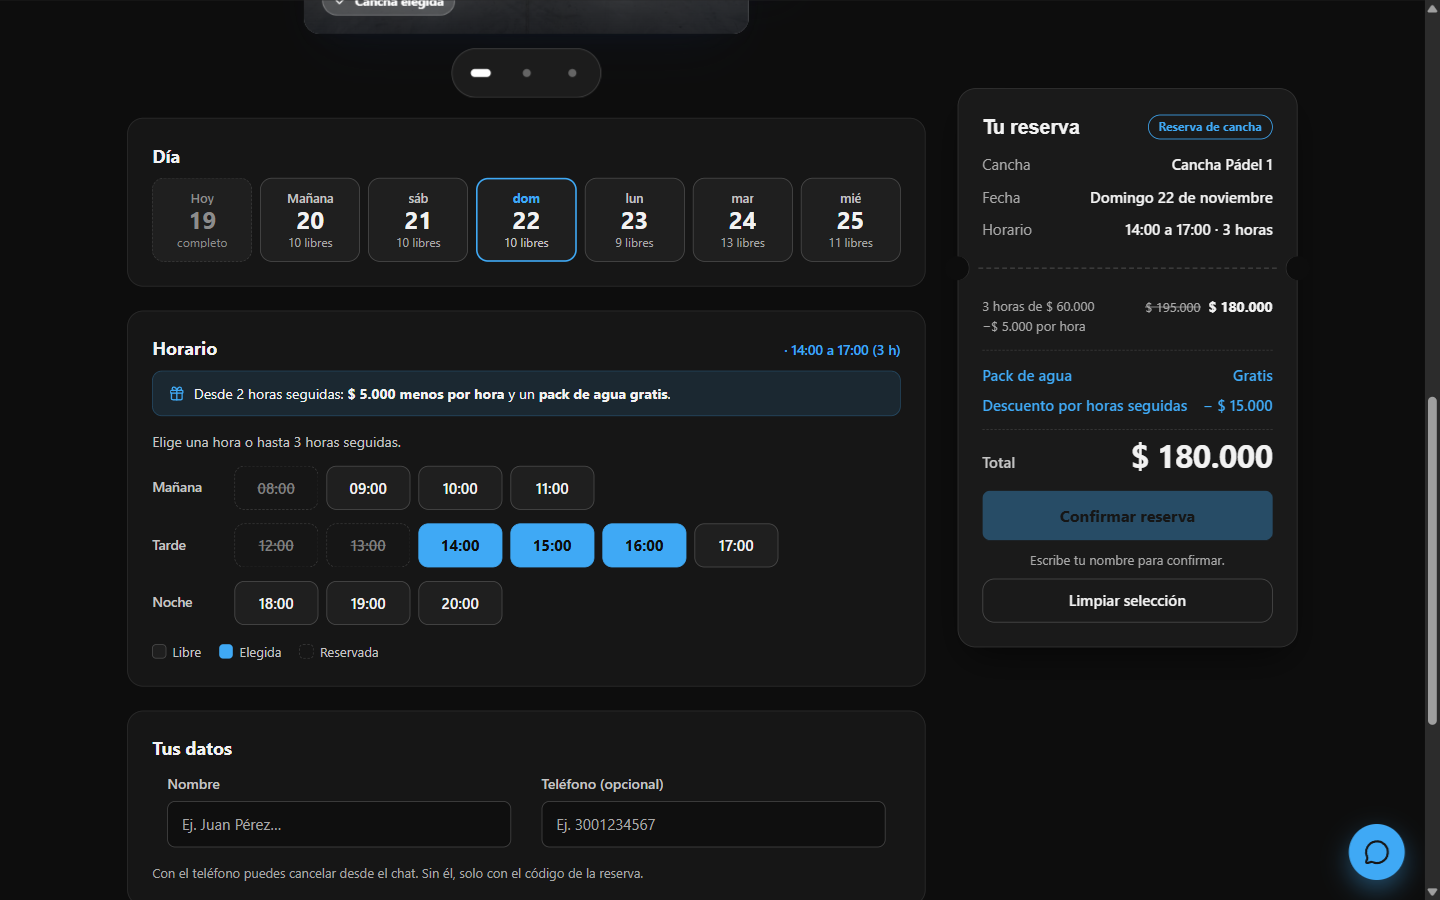 Cancha elegida
Día
Hoy
19
completo
Mañana
20
10 libres
sáb
21
10 libres
dom
22
10 libres
lun
23
9 libres
mar
24
13 libres
mié
25
11 libres
Horario
· 14:00 a 17:00 (3 h)
Desde 2 horas seguidas: $ 5.000 menos por hora y un pack de agua gratis.
Elige una hora o hasta 3 horas seguidas.
Mañana
08:00
09:00
10:00
11:00
Tarde
12:00
13:00
14:00
15:00
16:00
17:00
Noche
18:00
19:00
20:00
Libre
Elegida
Reservada
Tus datos
Nombre
Ej. Juan Pérez...
Teléfono (opcional)
Ej. 3001234567
Con el teléfono puedes cancelar desde el chat. Sin él, solo con el código de la reserva.
Tu reserva
Reserva de cancha
Cancha Cancha Pádel 1
Fecha Domingo 22 de noviembre
Horario 14:00 a 17:00 · 3 horas
3 horas de $ 60.000 $ 195.000 $ 180.000
−$ 5.000 por hora
Pack de agua Gratis
Descuento por horas seguidas − $ 15.000
Total $ 180.000
Confirmar reserva
Escribe tu nombre para confirmar.
Limpiar selección